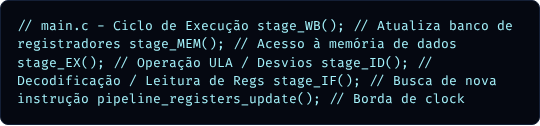 // main.c - Ciclo de Execução stage_WB(); // Atualiza banco de
registradores stage_MEM(); // Acesso à memória de dados
stage_EX(); // Operação ULA / Desvios stage_ID(); //
Decodificação / Leitura de Regs stage_IF(); // Busca de nova
instrução pipeline_registers_update(); // Borda de clock